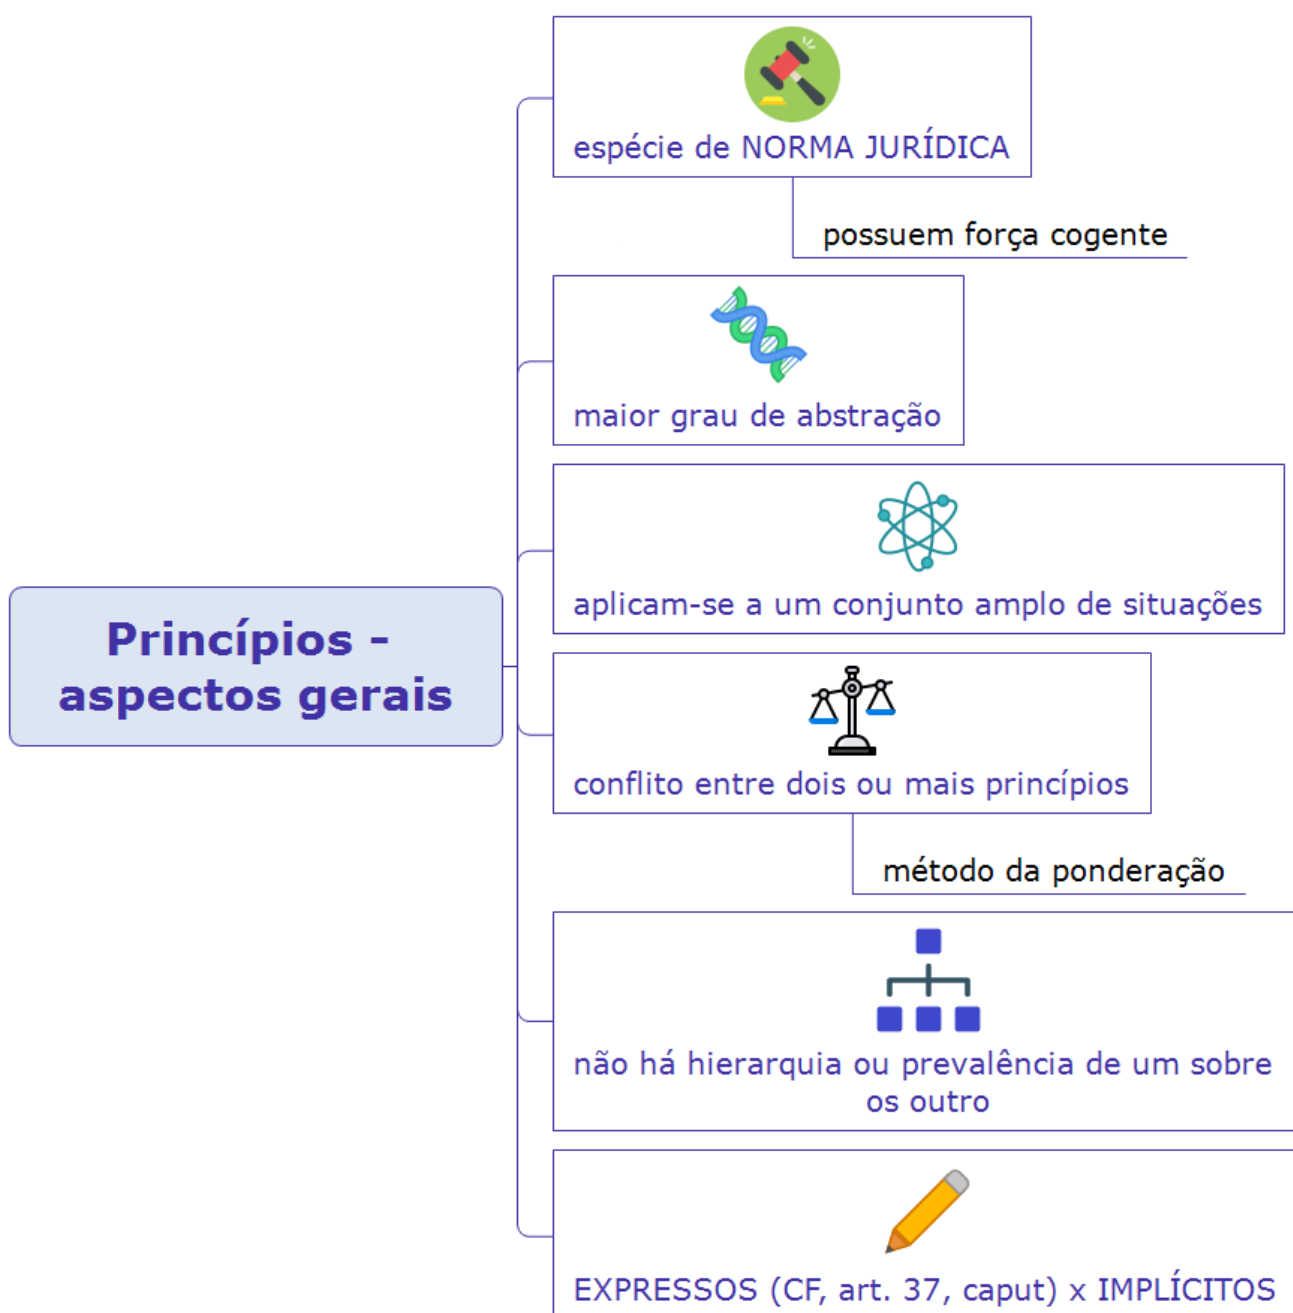 espécie de NORMA JURÍDICA
possuem força cogente
maior grau de abstração
aplicam-se a um conjunto amplo de situações
Princípios -
aspectos gerais
conflito entre dois ou mais princípios
método da ponderação
não há hierarquia ou prevalência de um sobre
os outro
EXPRESSOS (CF, art. 37, caput) x IMPLÍCITOS